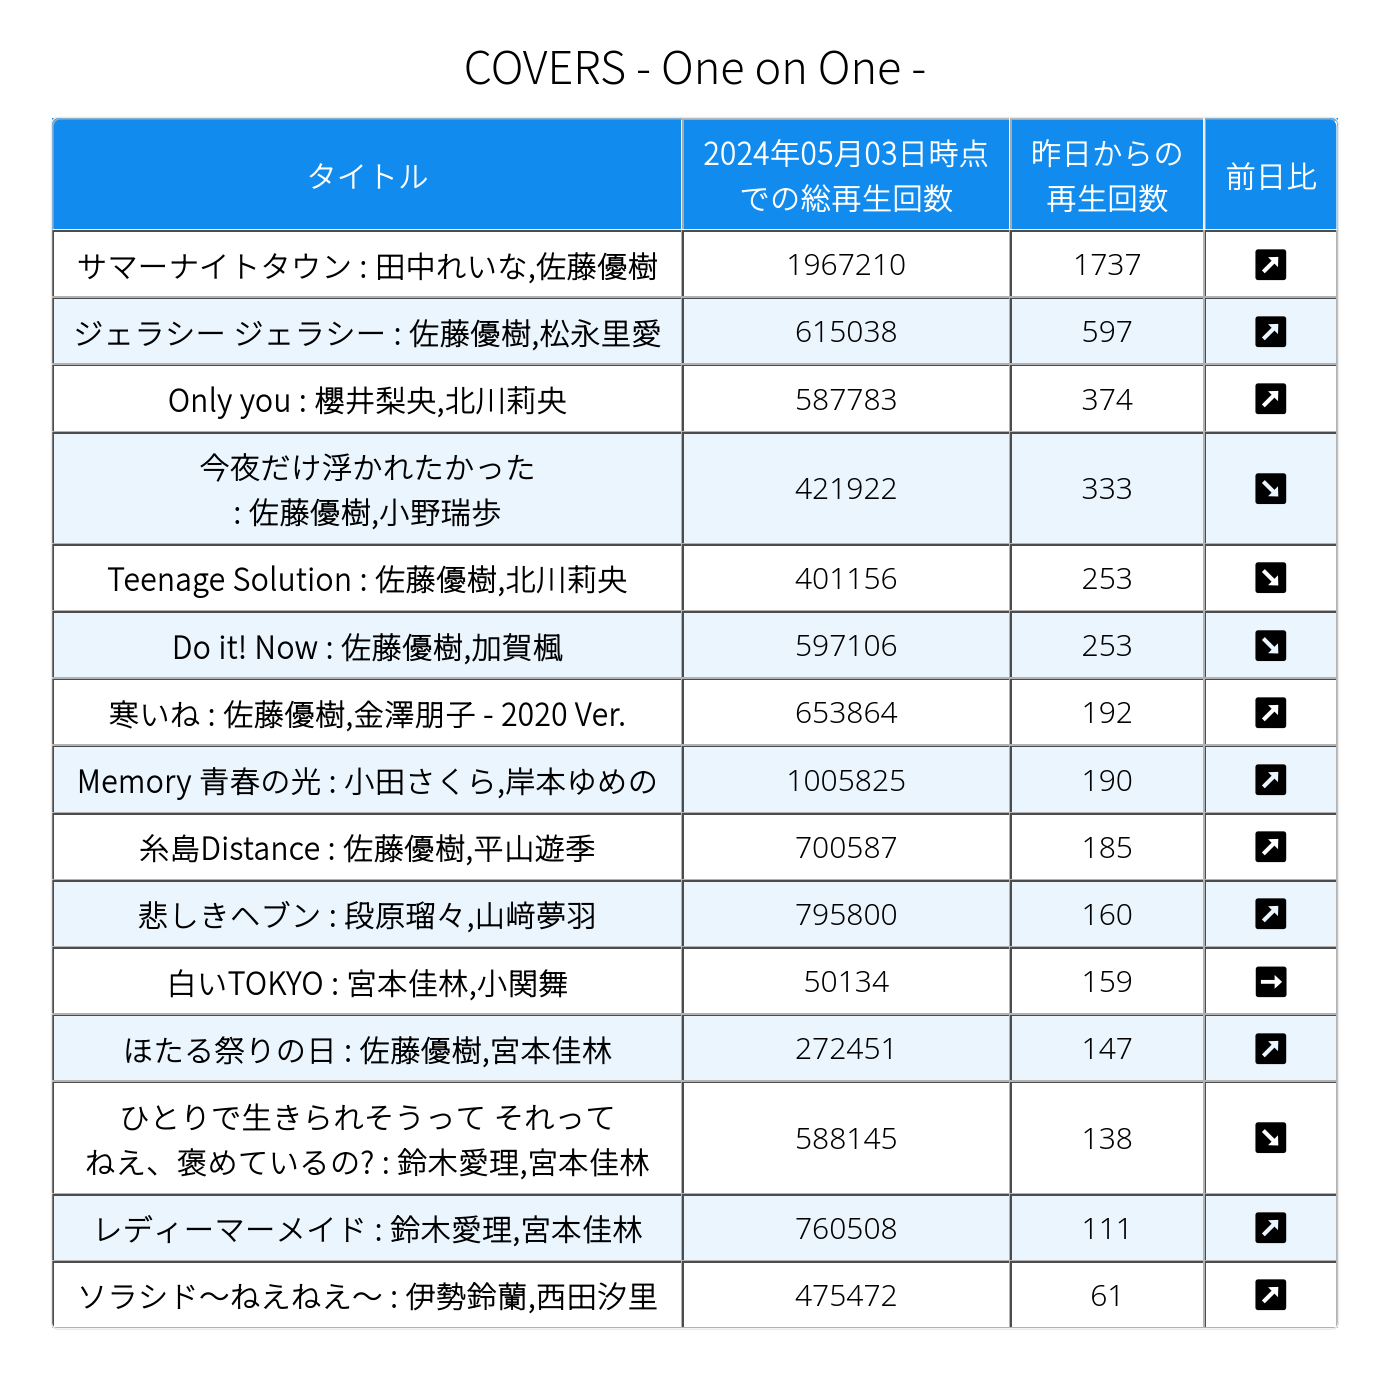 COVERS - One on One -
タイトル
2024年05月03日時点
での総再生回数
昨日からの
再生回数
前日比
サマーナイトタウン : 田中れいな,佐藤優樹
1967210
1737
ジェラシー ジェラシー : 佐藤優樹,松永里愛
615038
597
Only you : 櫻井梨央,北川莉央
587783
374
今夜だけ浮かれたかった
: 佐藤優樹,小野瑞歩
421922
333
Teenage Solution : 佐藤優樹,北川莉央
401156
253
Do it! Now : 佐藤優樹,加賀楓
597106
253
寒いね : 佐藤優樹,金澤朋子 - 2020 Ver.
653864
192
Memory 青春の光 : 小田さくら,岸本ゆめの
1005825
190
糸島Distance : 佐藤優樹,平山遊季
700587
185
悲しきヘブン : 段原瑠々,山﨑夢羽
795800
160
白いTOKYO : 宮本佳林,小関舞
50134
159
ほたる祭りの日 : 佐藤優樹,宮本佳林
272451
147
ひとりで生きられそうって それって
ねえ、褒めているの? : 鈴木愛理,宮本佳林
588145
138
レディーマーメイド : 鈴木愛理,宮本佳林
760508
111
ソラシド〜ねえねえ〜 : 伊勢鈴蘭,西田汐里
475472
61